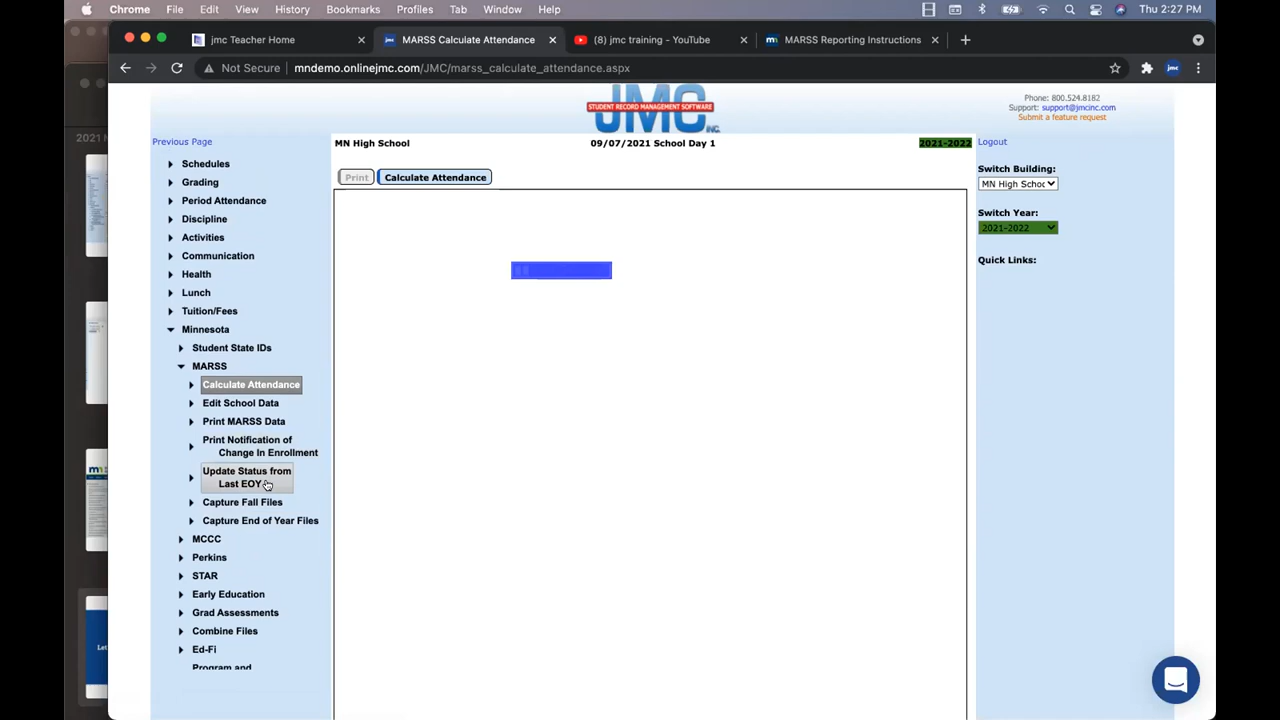 Chrome File Edit View History Bookmarks Profiles Tab Window Help Thu 2:27 PM
jmc Teacher Home
MARSS Calculate Attendance
(8) jmc training - YouTube
MARSS Reporting Instructions
Not Secure mndemo.onlinejmc.com/JMC/marss_calculate_attendance.aspx
jmc
2021
STUDENT RECORD MANAGEMENT SOFTWARE
JMC
INC.
Phone: 800.524.8182
Support: support@jmcinc.com
Submit a feature request
Previous Page
MN High School 09/07/2021 School Day 1 2021-2022
Logout
Print Calculate Attendance
Switch Building:
MN High Schoo
Switch Year:
2021-2022
Quick Links:
Schedules
Grading
Period Attendance
Discipline
Activities
Communication
Health
Lunch
Tuition/Fees
Minnesota
Student State IDs
MARSS
Calculate Attendance
Edit School Data
Print MARSS Data
Print Notification of
Change In Enrollment
Update Status from
Last EOY
Capture Fall Files
Capture End of Year Files
MCCC
Perkins
STAR
Early Education
Grad Assessments
Combine Files
Ed-Fi
Program and
Let